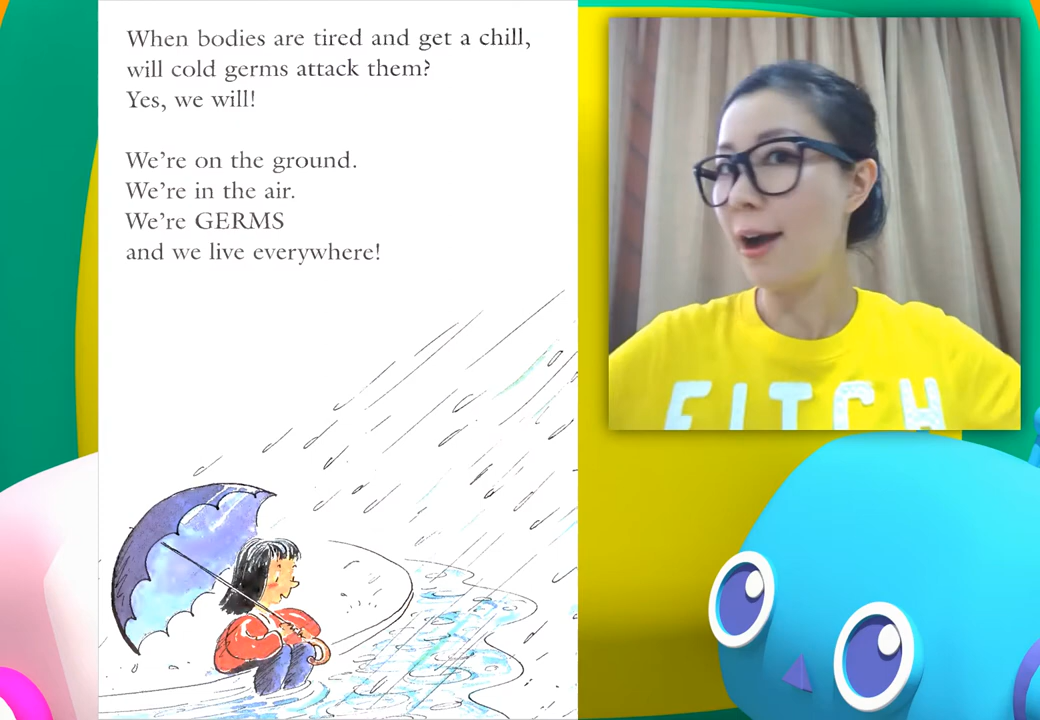 When bodies are tired and get a chill,
will cold germs attack them?
Yes, we will!
We're on the ground.
We're in the air.
We're GERMS
and we live everywhere!
FITCH